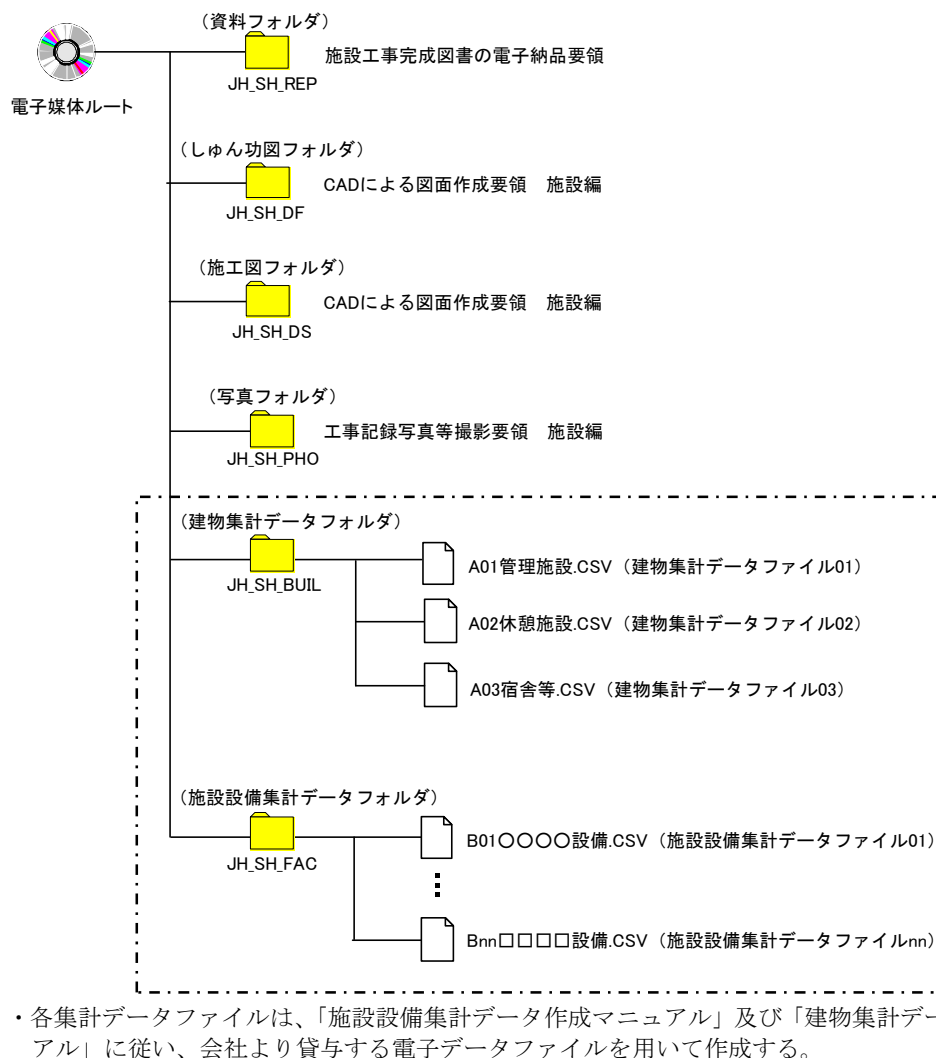 (資料フォルダ)
施設工事完成図書の電子納品要領
JH_SH_REP
電子媒体ルート
(しゅん功図フォルダ)
CADによる図面作成要領　施設編
JH_SH_DF
(施工図フォルダ)
CADによる図面作成要領　施設編
JH_SH_DS
(写真フォルダ)
工事記録写真等撮影要領　施設編
JH_SH_PHO
(建物集計データフォルダ)
JH_SH_BUIL
A01管理施設.CSV(建物集計データファイル01)
A02休憩施設.CSV(建物集計データファイル02)
A03宿舎等.CSV(建物集計データファイル03)
(施設設備集計データフォルダ)
JH_SH_FAC
B01○○○○設備.CSV(施設設備集計データファイル01)
Bnn□□□□設備.CSV(施設設備集計データファイルnn)
・各集計データファイルは、「施設設備集計データ作成マニュアル」及び「建物集計デー
アル」に従い、会社より貸与する電子データファイルを用いて作成する。